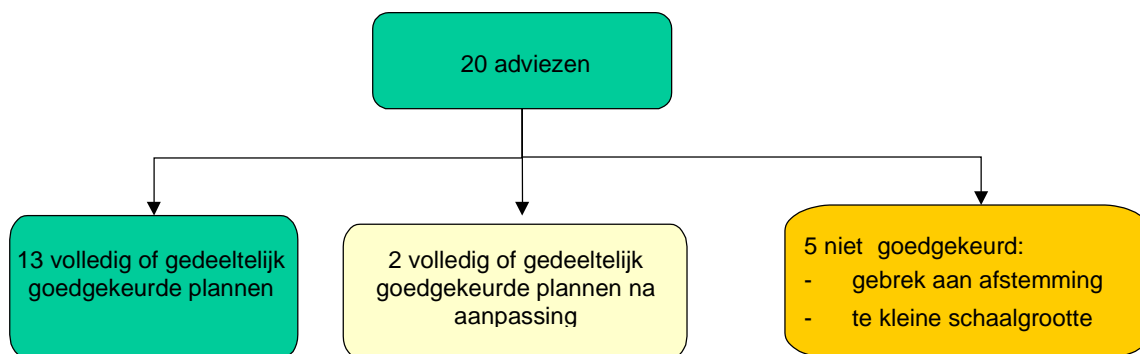 20 adviezen
13 volledig of gedeeltelijk
goedgekeurde plannen
2 volledig of gedeeltelijk
goedgekeurde plannen na
aanpassing
5 niet goedgekeurd:
- gebrek aan afstemming
- te kleine schaalgrootte